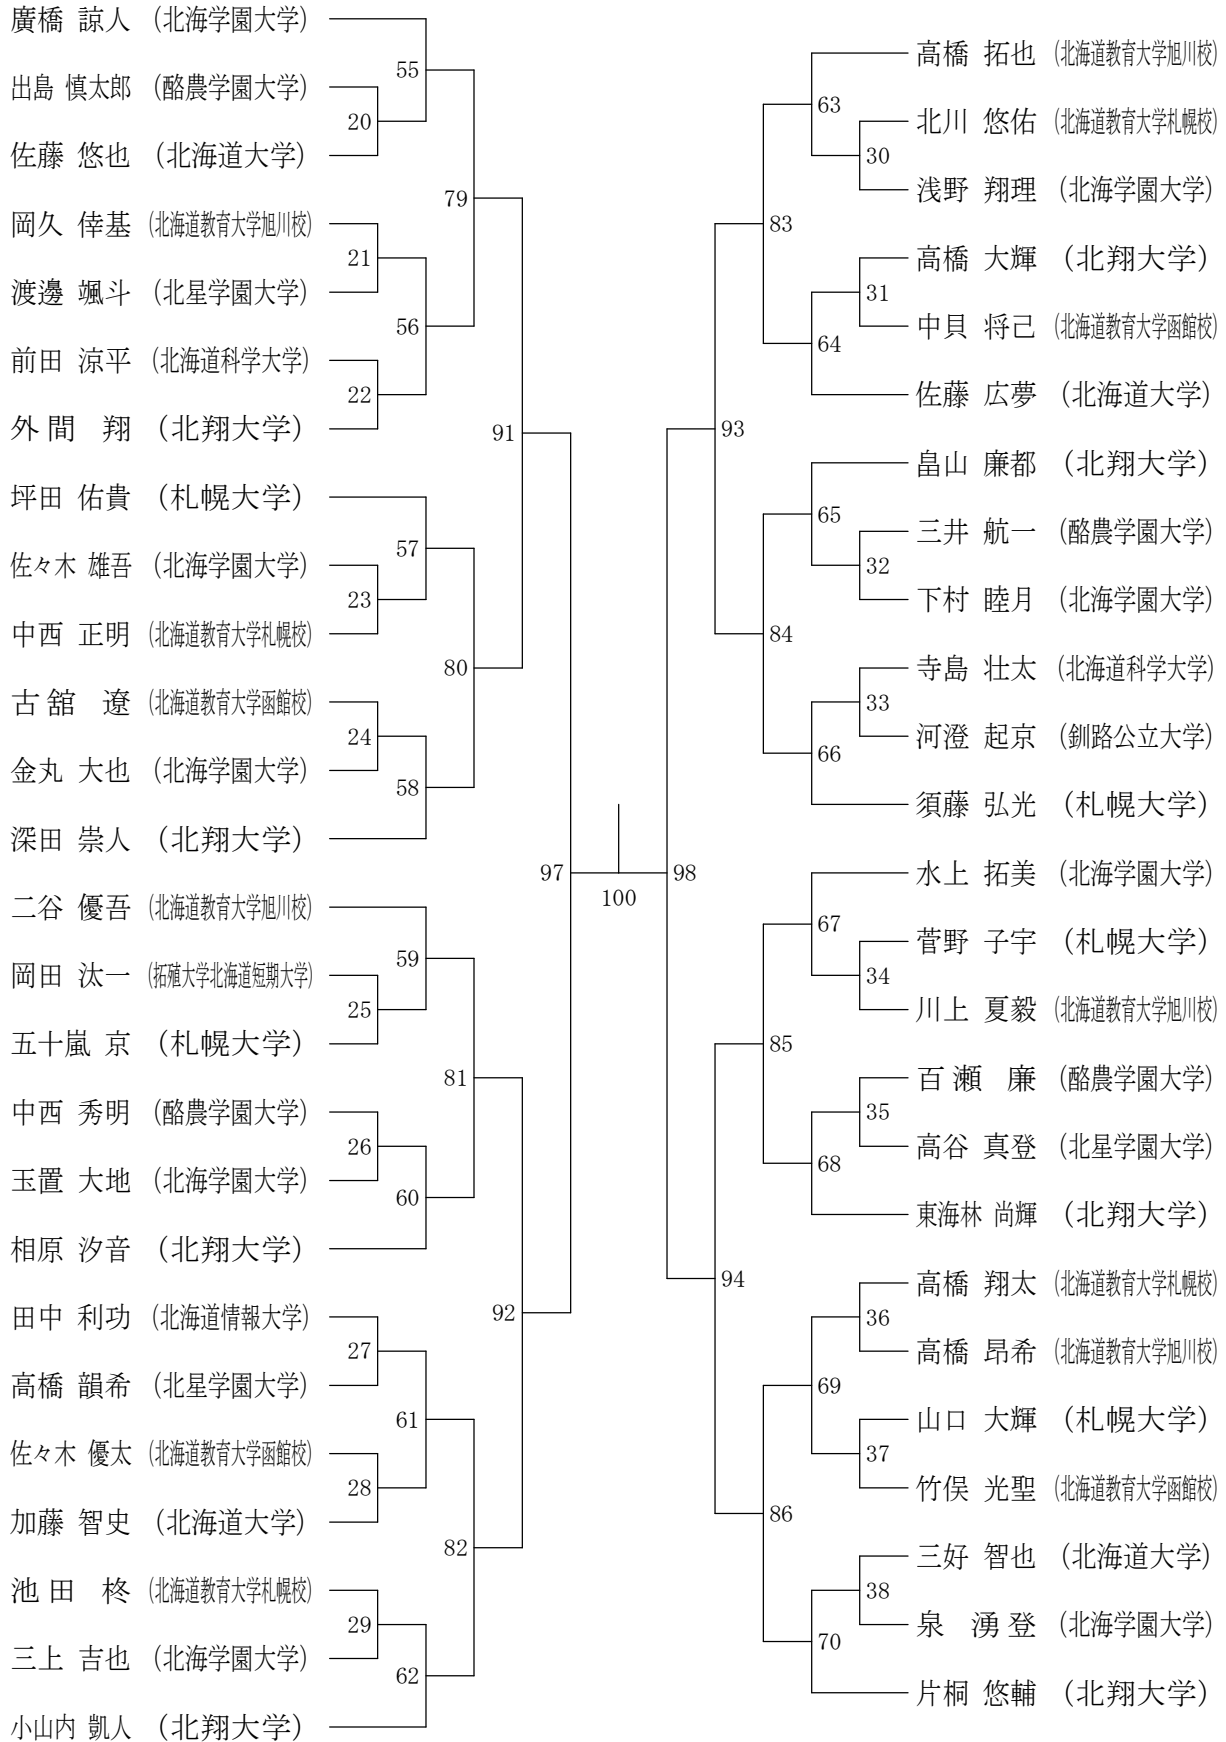 廣橋 諒人 (北海学園大学)
出島 慎太郎 (酪農学園大学)
佐藤 悠也 (北海道大学)
岡久 倖基 (北海道教育大学旭川校)
渡邊 颯斗 (北星学園大学)
前田 涼平 (北海道科学大学)
外間 翔 (北翔大学)
坪田 佑貴 (札幌大学)
佐々木 雄吾 (北海学園大学)
中西 正明 (北海道教育大学札幌校)
古舘 遼 (北海道教育大学函館校)
金丸 大也 (北海学園大学)
深田 崇人 (北翔大学)
二谷 優吾 (北海道教育大学旭川校)
岡田 汰一 (拓殖大学北海道短期大学)
五十嵐 京 (札幌大学)
中西 秀明 (酪農学園大学)
玉置 大地 (北海学園大学)
相原 汐音 (北翔大学)
田中 利功 (北海道情報大学)
高橋 韻希 (北星学園大学)
佐々木 優太 (北海道教育大学函館校)
加藤 智史 (北海道大学)
池田 柊 (北海道教育大学札幌校)
三上 吉也 (北海学園大学)
小山内 凱人 (北翔大学)
20
21
22
23
24
25
26
27
28
29
55
56
57
58
59
60
61
62
79
80
81
82
91
92
97
100
98
93
94
83
84
85
86
63
64
65
66
67
68
69
70
30
31
32
33
34
35
36
37
38
高橋 拓也 (北海道教育大学旭川校)
北川 悠佑 (北海道教育大学札幌校)
浅野 翔理 (北海学園大学)
高橋 大輝 (北翔大学)
中貝 将己 (北海道教育大学函館校)
佐藤 広夢 (北海道大学)
畠山 廉都 (北翔大学)
三井 航一 (酪農学園大学)
下村 睦月 (北海学園大学)
寺島 壮太 (北海道科学大学)
河澄 起京 (釧路公立大学)
須藤 弘光 (札幌大学)
水上 拓美 (北海学園大学)
菅野 子宇 (札幌大学)
川上 夏毅 (北海道教育大学旭川校)
百瀬 廉 (酪農学園大学)
高谷 真登 (北星学園大学)
東海林 尚輝 (北翔大学)
高橋 翔太 (北海道教育大学札幌校)
高橋 昂希 (北海道教育大学旭川校)
山口 大輝 (札幌大学)
竹俣 光聖 (北海道教育大学函館校)
三好 智也 (北海道大学)
泉 湧登 (北海学園大学)
片桐 悠輔 (北翔大学)